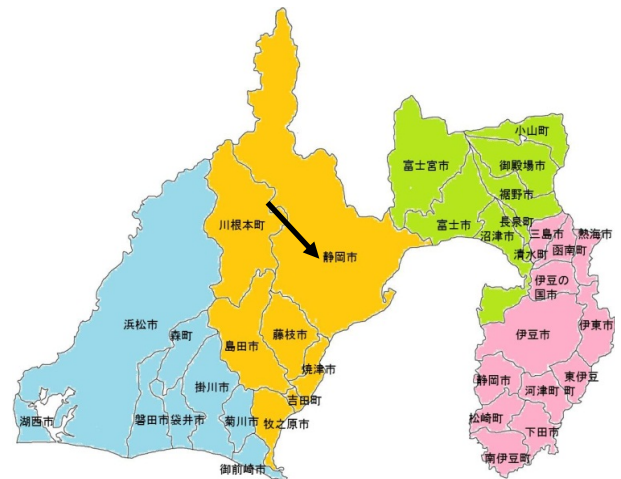 小山町
富士宮市
御殿場市
裾野市
川根本町
富士市
長泉町
沼津市
三島市
熱海市
函南町
清水町
静岡市
伊豆の
国市
浜松市
森町
島田市
藤枝市
伊豆市
伊東市
焼津市
掛川市
静岡市
東伊豆
町
河津町
吉田町
湖西市
磐田市
袋井市
菊川市
牧之原市
松崎町
下田市
南伊豆町
御前崎市